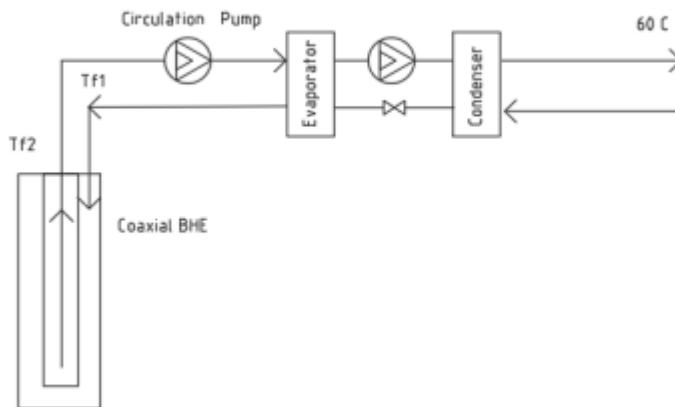 Circulation Pump
60 C
Tf1
Evaporator
Condenser
Tf2
Coaxial BHE